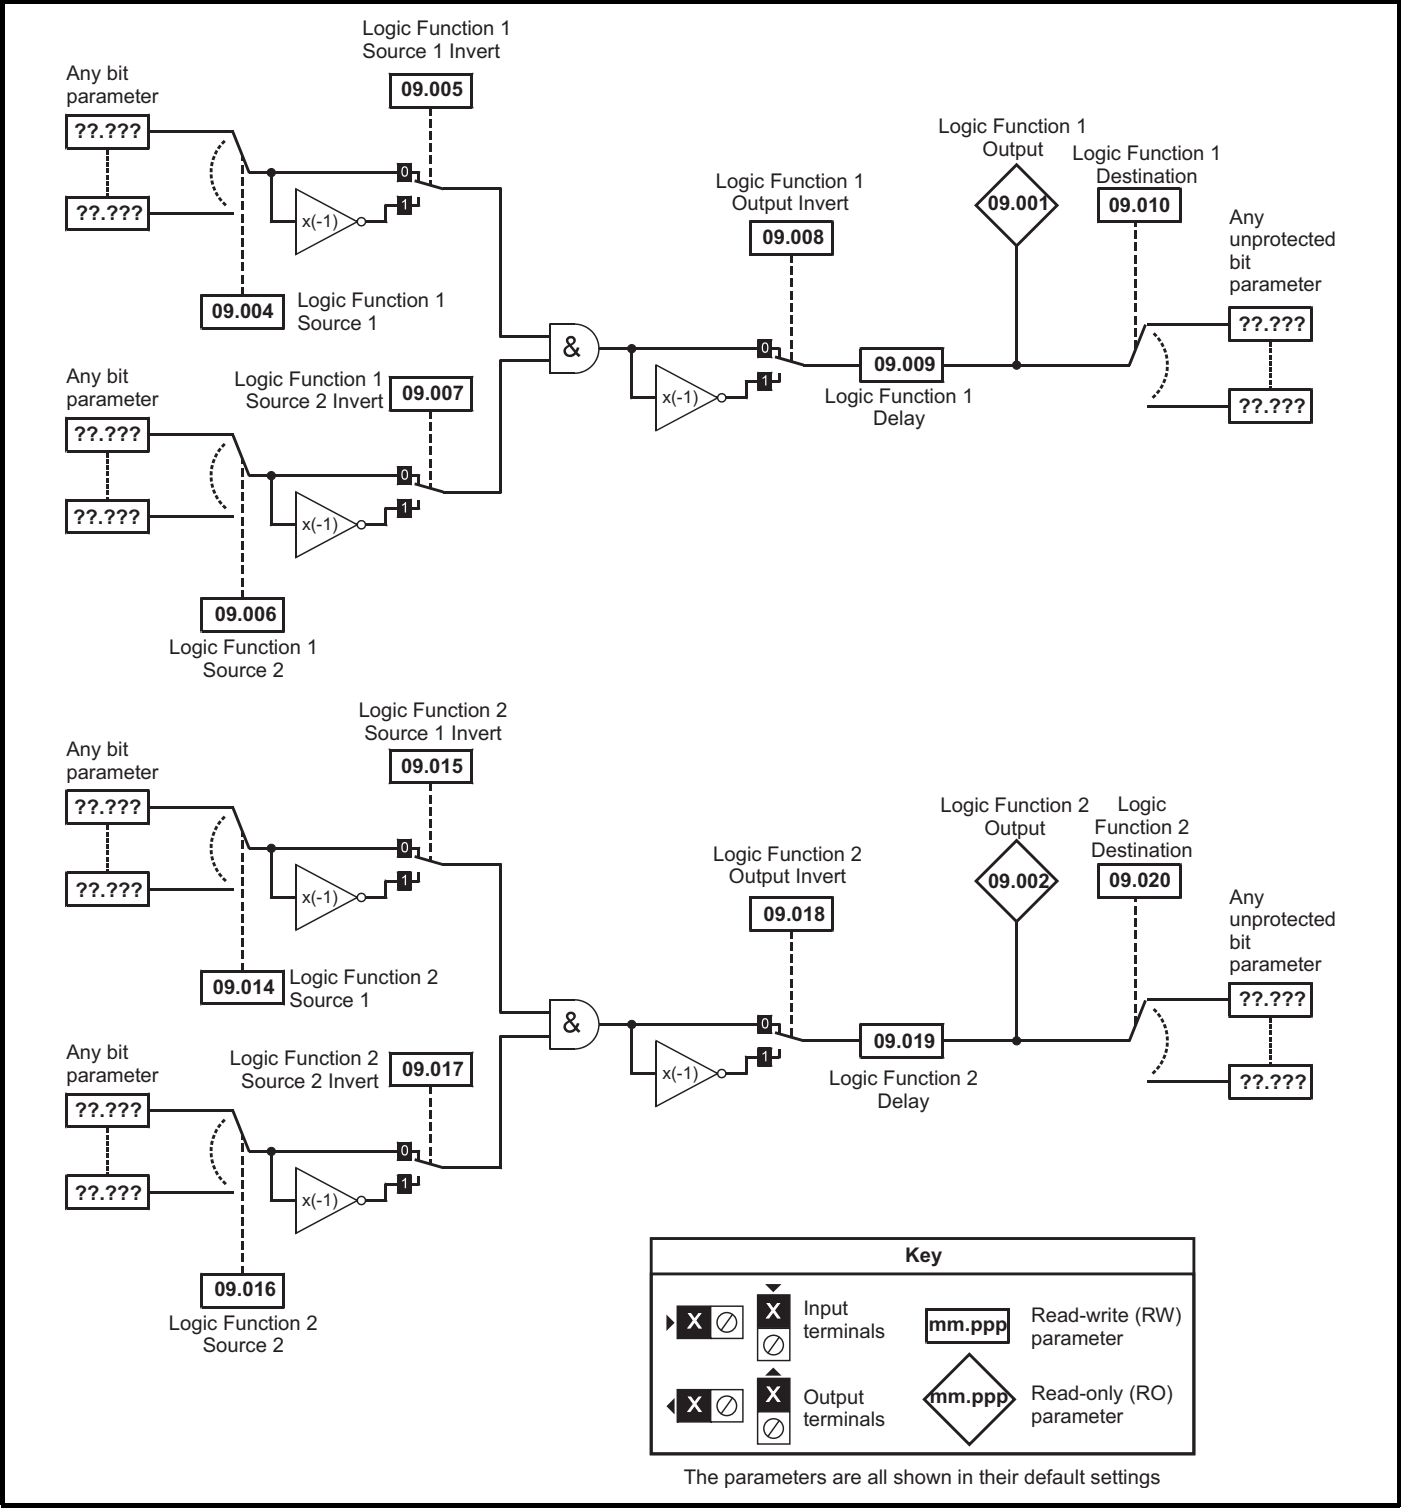 Logic Function 1
Source 1 Invert
09.005
Any bit
parameter
??.???
??.???
0
1
x(-1)
09.004
Logic Function 1
Source 1
Any bit
parameter
??.???
??.???
Logic Function 1
Source 2 Invert
09.007
0
1
x(-1)
09.006
Logic Function 1
Source 2
&
Logic Function 1
Output Invert
09.008
0
1
x(-1)
09.009
Logic Function 1
Delay
Logic Function 1
Output
09.001
Logic Function 1
Destination
09.010
Any
unprotected
bit
parameter
??.???
??.???
Logic Function 2
Source 1 Invert
09.015
Any bit
parameter
??.???
??.???
0
1
x(-1)
09.014
Logic Function 2
Source 1
Any bit
parameter
??.???
??.???
Logic Function 2
Source 2 Invert
09.017
0
1
x(-1)
09.016
Logic Function 2
Source 2
&
Logic Function 2
Output Invert
09.018
0
1
x(-1)
09.019
Logic Function 2
Delay
Logic Function 2
Output
09.002
Logic
Function 2
Destination
09.020
Any
unprotected
bit
parameter
??.???
??.???
Key
X
X
Input
terminals
mm.ppp
Read-write (RW)
parameter
X
X
Output
terminals
mm.ppp
Read-only (RO)
parameter
The parameters are all shown in their default settings